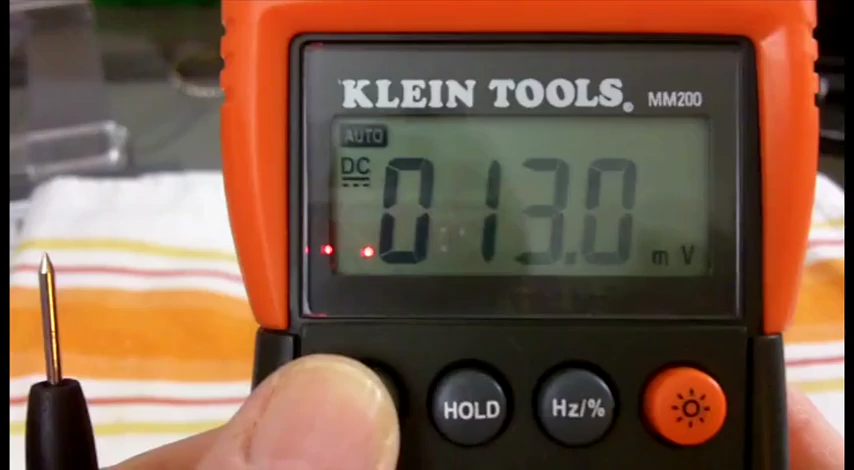 KLEIN TOOLS® MM200
AUTO
DC
013.0 mV
HOLD Hz/%